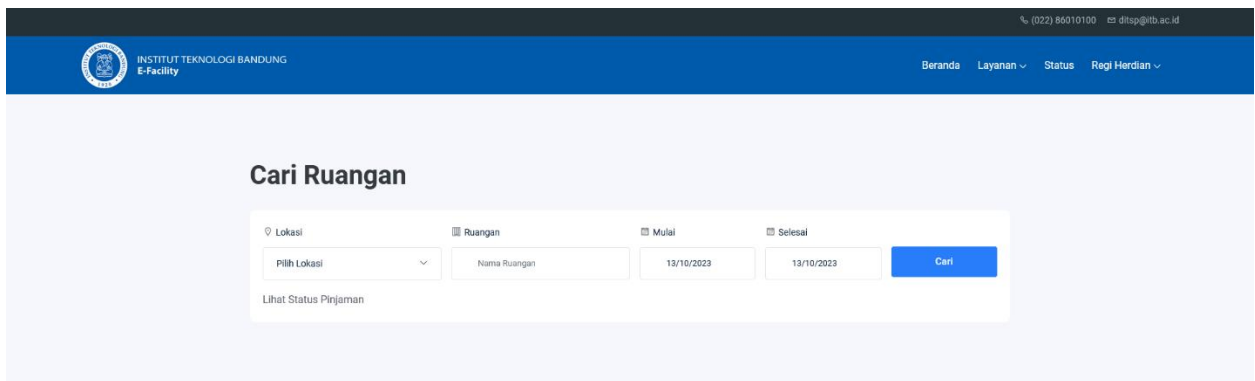 (022) 86010100 ditsp@itb.ac.id
INSTITUT TEKNOLOGI BANDUNG
E-Facility
Beranda Layanan Status Regi Herdian
Cari Ruangan
Lokasi Ruangan Mulai Selesai
Pilih Lokasi Nama Ruangan 13/10/2023 13/10/2023 Cari
Lihat Status Pinjaman